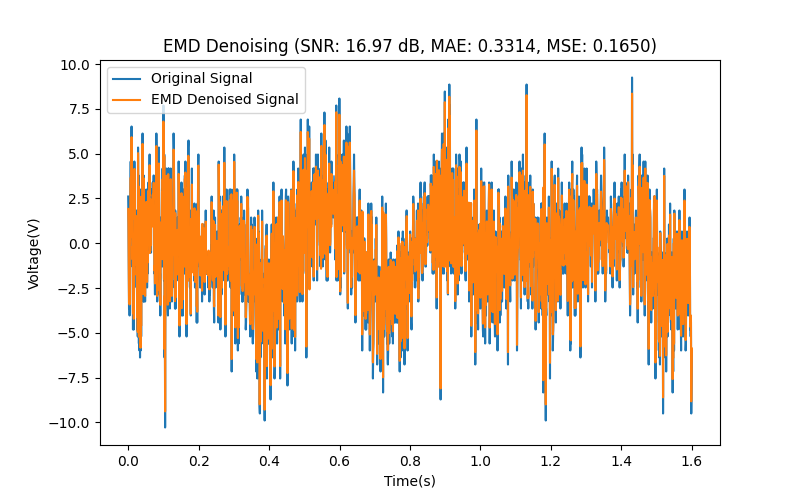 EMD Denoising (SNR: 16.97 dB, MAE: 0.3314, MSE: 0.1650)
Original Signal
EMD Denoised Signal
10.0
7.5
5.0
2.5
0.0
−2.5
−5.0
−7.5
−10.0
Voltage(V)
0.0 0.2 0.4 0.6 0.8 1.0 1.2 1.4 1.6
Time(s)